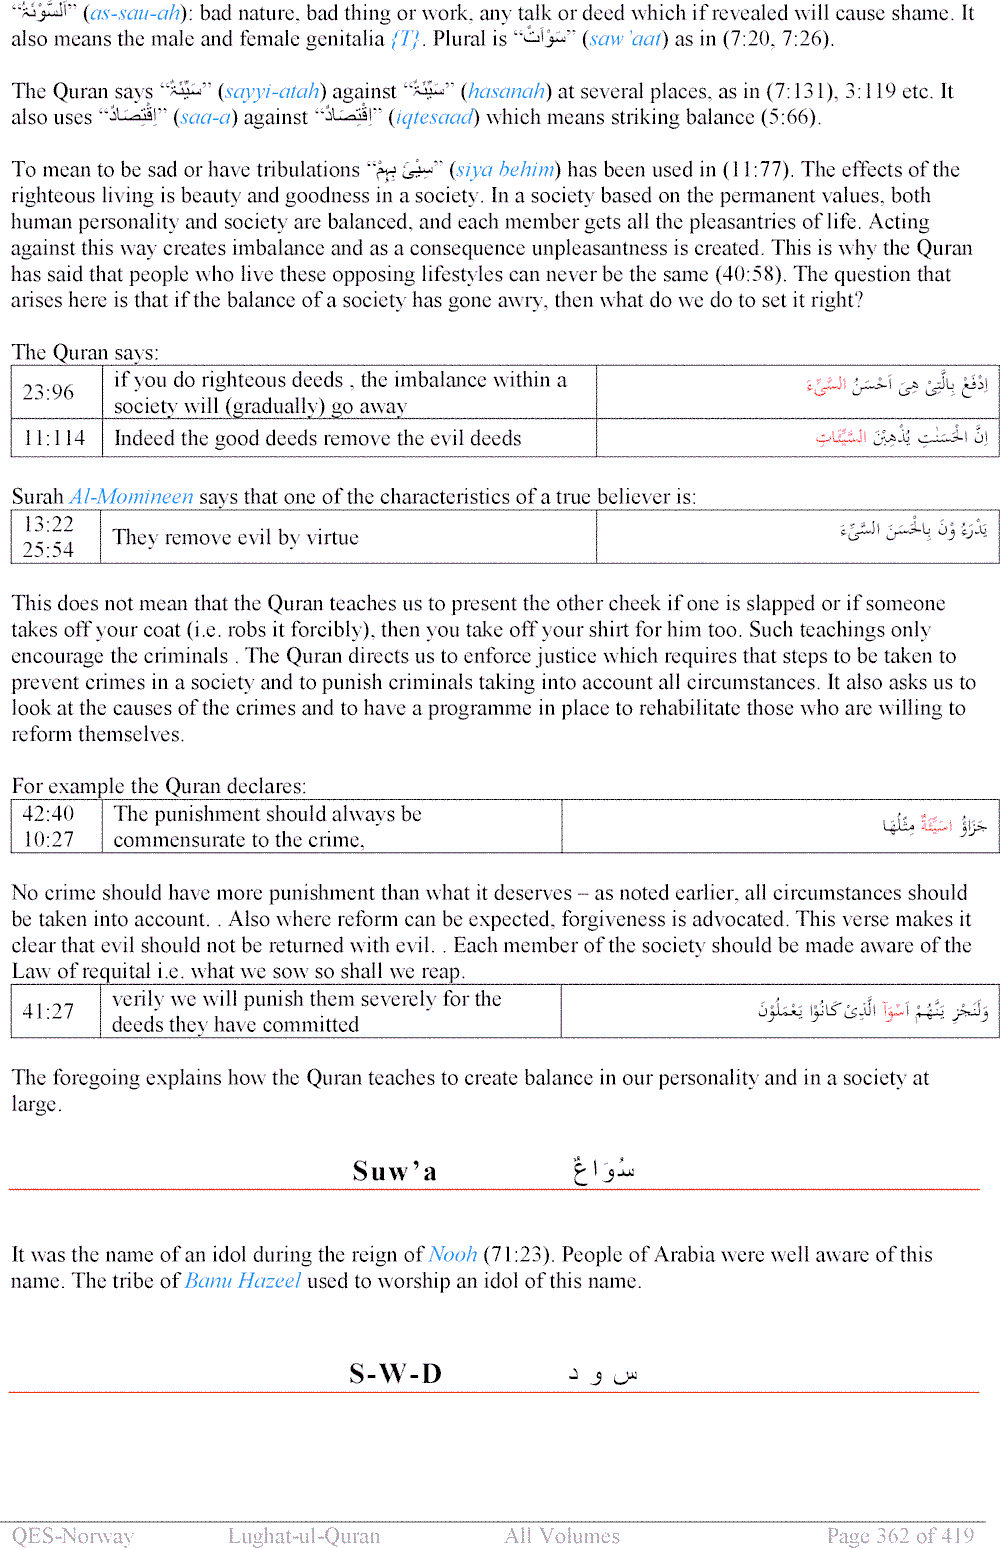 “اَلسَّوْئَۃُ” (as-sau-ah): bad nature, bad thing or work, any talk or deed which if revealed will cause shame. It
also means the male and female genitalia {T}. Plural is “سَوْاٰتٌ” (saw’aat) as in (7:20, 7:26).
The Quran says “سَیِّئَۃٌ” (sayyi-atah) against “سَیِّئَۃٌ” (hasanah) at several places, as in (7:131), 3:119 etc. It
also uses “اِقْتِصَادٌ” (saa-a) against “اِقْتِصَادٌ” (iqtesaad) which means striking balance (5:66).
To mean to be sad or have tribulations “سِیْٓیَٔ بِہِمْ” (siya behim) has been used in (11:77). The effects of the
righteous living is beauty and goodness in a society. In a society based on the permanent values, both
human personality and society are balanced, and each member gets all the pleasantries of life. Acting
against this way creates imbalance and as a consequence unpleasantness is created. This is why the Quran
has said that people who live these opposing lifestyles can never be the same (40:58). The question that
arises here is that if the balance of a society has gone awry, then what do we do to set it right?
The Quran says:
23:96 if you do righteous deeds , the imbalance within a
society will (gradually) go away اِدْفَعْ بِالَّتِیْ هِیَ اَحْسَنُ السَّیِّءَ
11:114 Indeed the good deeds remove the evil deeds اِنَّ الْحَسَنٰتِ یُذْهِبْنَ السَّیِّئَاتِ
Surah Al-Momineen says that one of the characteristics of a true believer is:
13:22
25:54 They remove evil by virtue یَدْرَءُ وْنَ بِالْحَسَنَ السَّیِّءَ
This does not mean that the Quran teaches us to present the other cheek if one is slapped or if someone
takes off your coat (i.e. robs it forcibly), then you take off your shirt for him too. Such teachings only
encourage the criminals . The Quran directs us to enforce justice which requires that steps to be taken to
prevent crimes in a society and to punish criminals taking into account all circumstances. It also asks us to
look at the causes of the crimes and to have a programme in place to rehabilitate those who are willing to
reform themselves.
For example the Quran declares:
42:40 The punishment should always be
10:27 commensurate to the crime, جَزَاؤُ اسَیِّئَةٌ مِثْلُهَا
No crime should have more punishment than what it deserves – as noted earlier, all circumstances should
be taken into account. . Also where reform can be expected, forgiveness is advocated. This verse makes it
clear that evil should not be returned with evil. . Each member of the society should be made aware of the
Law of requital i.e. what we sow so shall we reap.
41:27 verily we will punish them severely for the
deeds they have committed وَلَنَجْزِ یَنَّهُمْ اَسْوَآ الَّذِیْ کَانُوْا یَعْمَلُوْنَ
The foregoing explains how the Quran teaches to create balance in our personality and in a society at
large.
Suw’a سُوَاعٌ
It was the name of an idol during the reign of Nooh (71:23). People of Arabia were well aware of this
name. The tribe of Banu Hazeel used to worship an idol of this name.
S-W-D س و د
QES-Norway Lughat-ul-Quran All Volumes Page 362 of 419